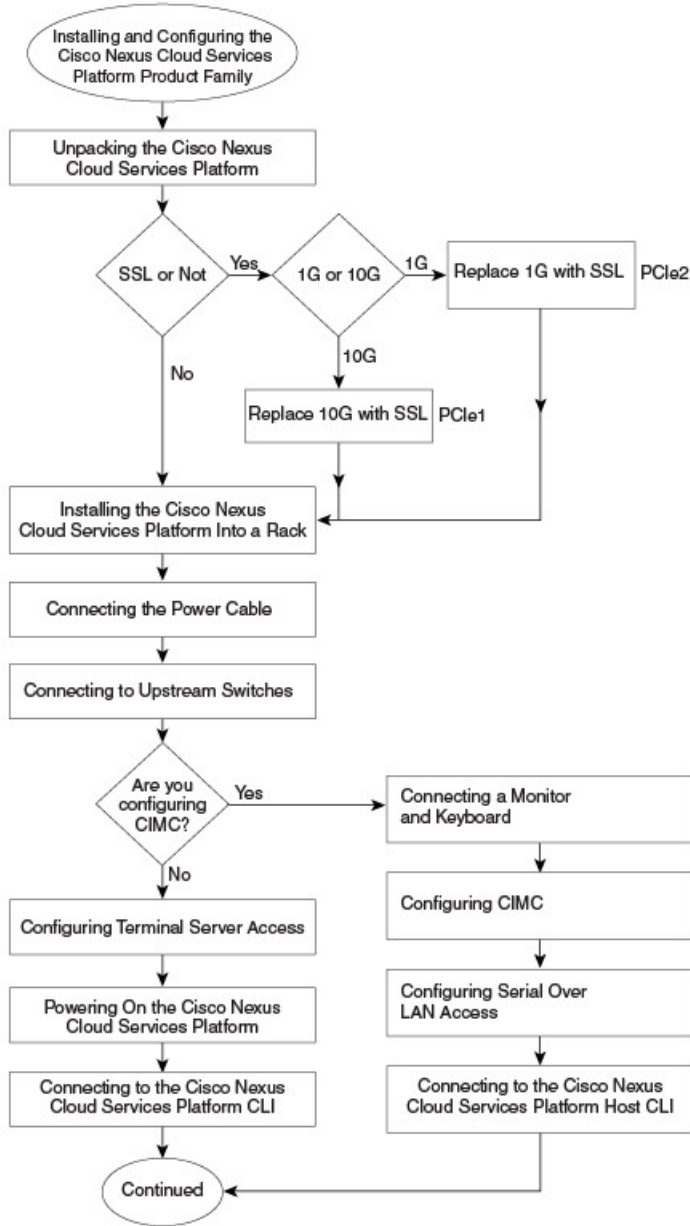 Installing and Configuring the
Cisco Nexus Cloud Services
Platform Product Family
Unpacking the Cisco Nexus
Cloud Services Platform
SSL or Not
Yes
1G or 10G
1G
Replace 1G with SSL
PCIe2
No
10G
Replace 10G with SSL
PCIe1
Installing the Cisco Nexus
Cloud Services Platform Into a Rack
Connecting the Power Cable
Connecting to Upstream Switches
Are you
configuring
CIMC?
Yes
Connecting a Monitor
and Keyboard
No
Configuring CIMC
Configuring Terminal Server Access
Configuring Serial Over
LAN Access
Powering On the Cisco Nexus
Cloud Services Platform
Connecting to the Cisco Nexus
Cloud Services Platform CLI
Connecting to the Cisco Nexus
Cloud Services Platform Host CLI
Continued